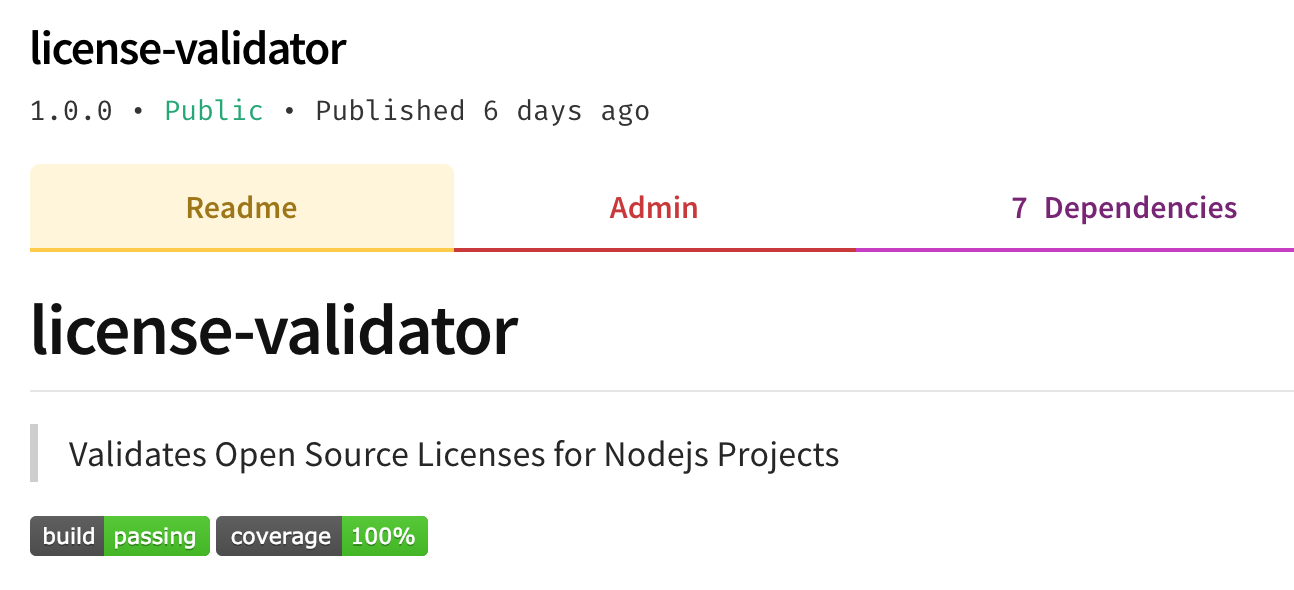 license-validator
1.0.0 • Public • Published 6 days ago
Readme Admin 7 Dependencies
license-validator
Validates Open Source Licenses for Nodejs Projects
build passing coverage 100%